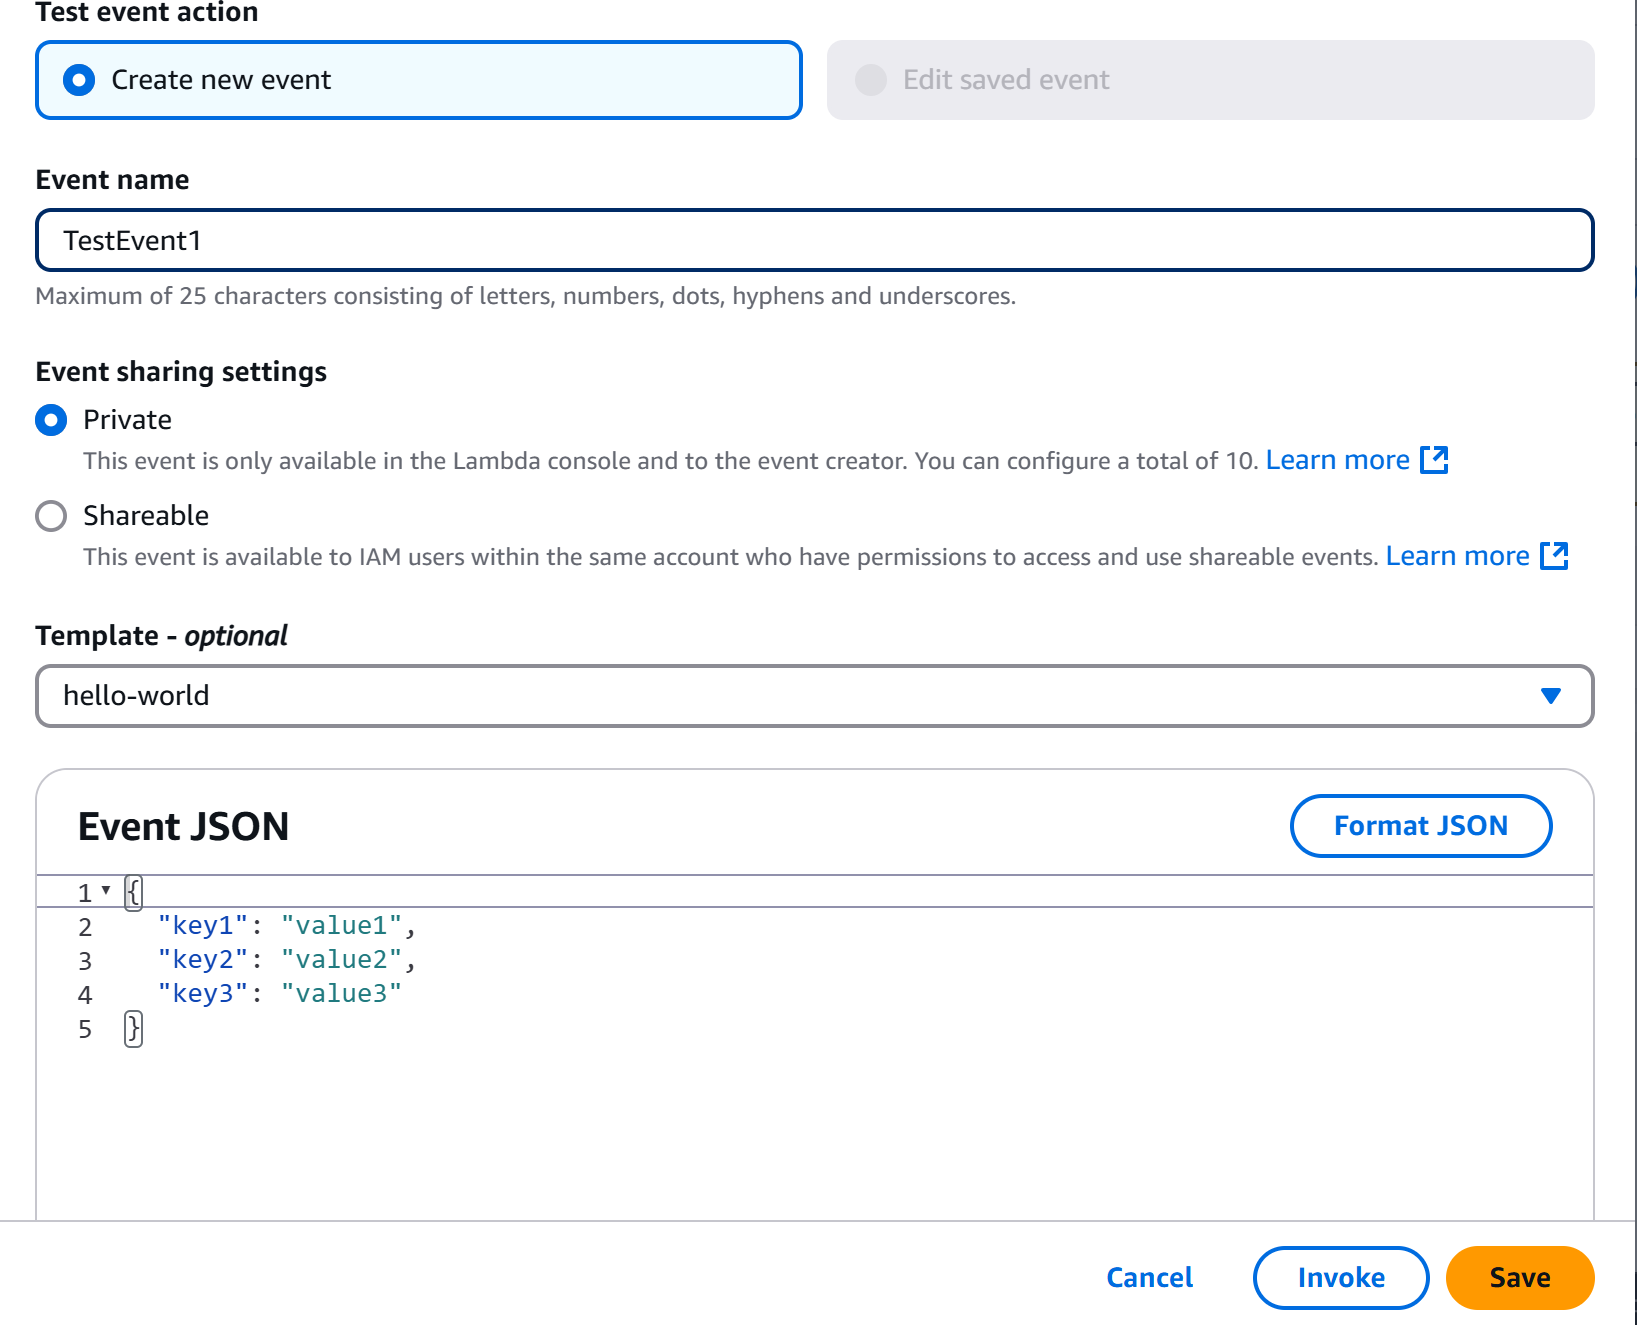 Test event action
Create new event
Edit saved event
Event name
TestEvent1
Maximum of 25 characters consisting of letters, numbers, dots, hyphens and underscores.
Event sharing settings
Private
This event is only available in the Lambda console and to the event creator. You can configure a total of 10. Learn more
Shareable
This event is available to IAM users within the same account who have permissions to access and use shareable events. Learn more
Template - optional
hello-world
Event JSON
Format JSON
1 {
2 "key1": "value1",
3 "key2": "value2",
4 "key3": "value3"
5 }
Cancel
Invoke
Save